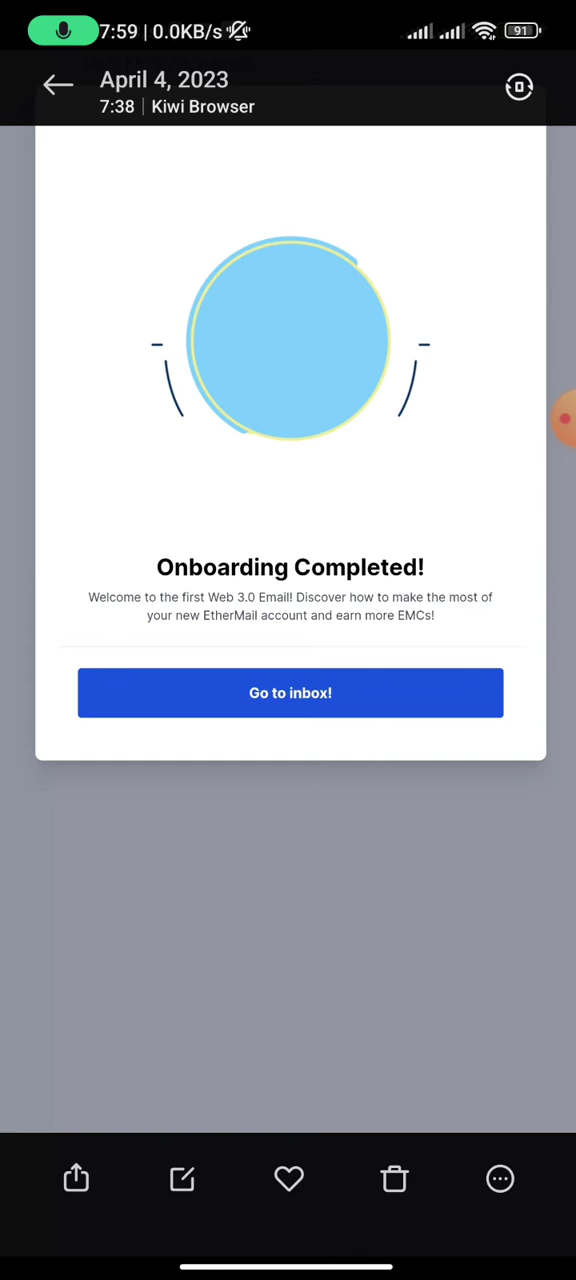 7:59 | 0.0KB/s
91
April 4, 2023
7:38 | Kiwi Browser
Onboarding Completed!
Welcome to the first Web 3.0 Email! Discover how to make the most of
your new EtherMail account and earn more EMCs!
Go to inbox!